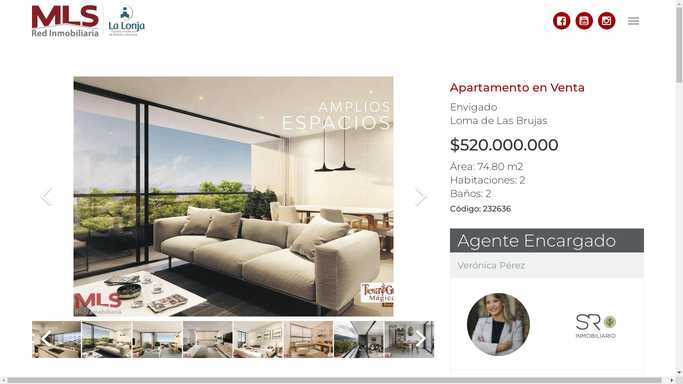 MLS
Red Inmobiliaria
La Lonja
Apartamento en Venta
Envigado
Loma de Las Brujas
$520.000.000
Área: 74.80 m2
Habitaciones: 2
Baños: 2
Código: 232636
AMPLIOS
ESPACIOS
MLS
Red Inmobiliaria
Mágica
Agente Encargado
Verónica Pérez
SR
INMOBILIARIO